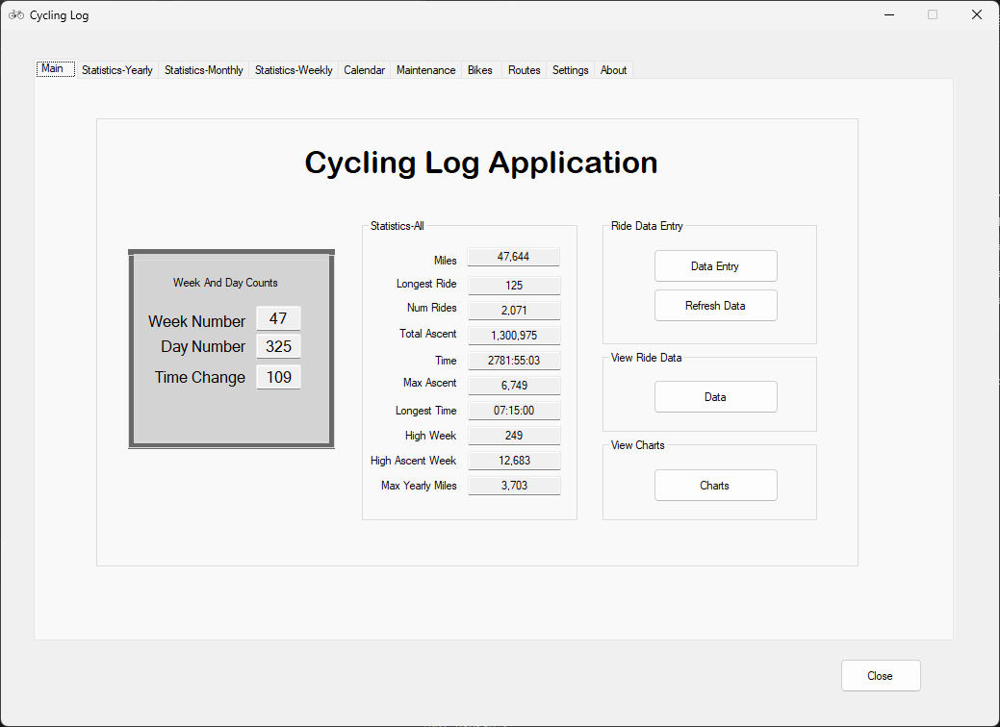 Cycling Log
Main Statistics-Yearly Statistics-Monthly Statistics-Weekly Calendar Maintenance Bikes Routes Settings About
Cycling Log Application
Week And Day Counts
Week Number 47
Day Number 325
Time Change 109
Statistics-All
Miles 47,644
Longest Ride 125
Num Rides 2,071
Total Ascent 1,300,975
Time 2781:55:03
Max Ascent 6,749
Longest Time 07:15:00
High Week 249
High Ascent Week 12,683
Max Yearly Miles 3,703
Ride Data Entry
Data Entry
Refresh Data
View Ride Data
Data
View Charts
Charts
Close